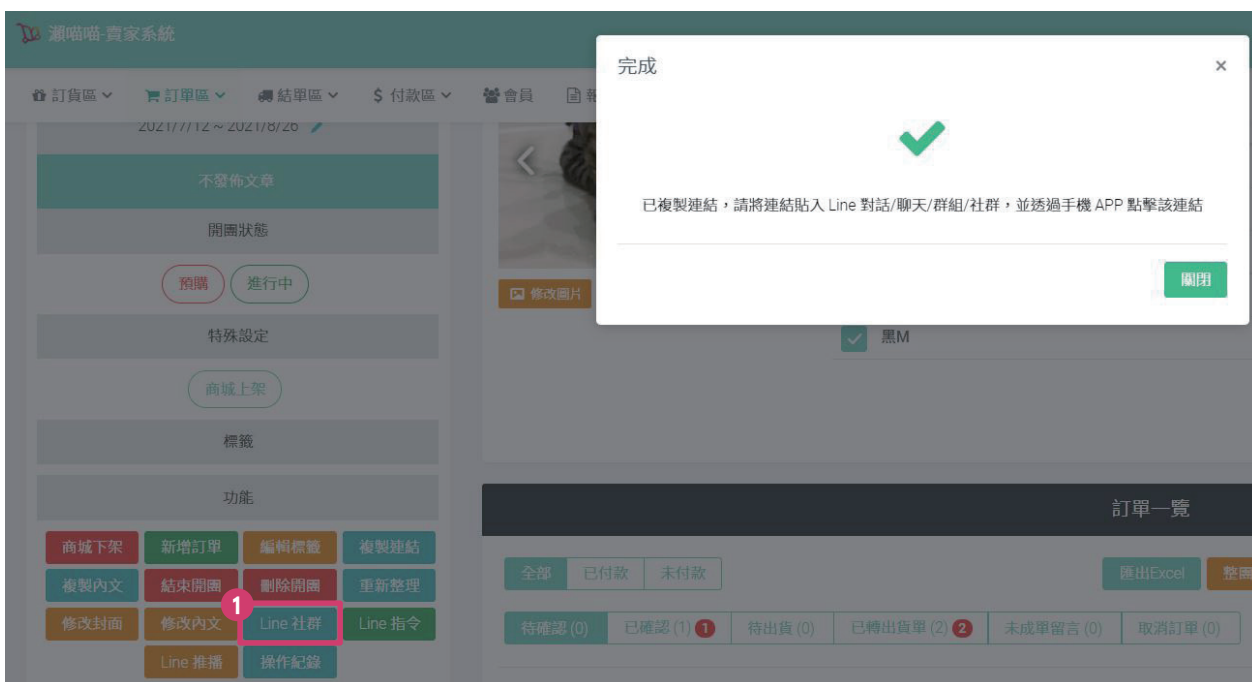 瀨喵喵-賣家系統
完成
×
訂貨區
訂單區
結單區
$ 付款區
會員
2021/7/12 ~ 2021/8/26
不發佈文章
已複製連結，請將連結貼入 Line 對話/聊天/群組/社群，並透過手機 APP 點擊該連結
開團狀態
關閉
預購
進行中
修改圖片
特殊設定
黑M
商城上架
標籤
功能
訂單一覽
商城下架
新增訂單
編輯標籤
複製連結
全部
已付款
未付款
匯出Excel
整團
複製內文
結束開團
刪除開團
重新整理
1
修改封面
修改內文
Line 社群
Line 指令
待確認 (0)
已確認 (1) 1
待出貨 (0)
已轉出貨單 (2) 2
未成單留言 (0)
取消訂單 (0)
Line 推播
操作紀錄